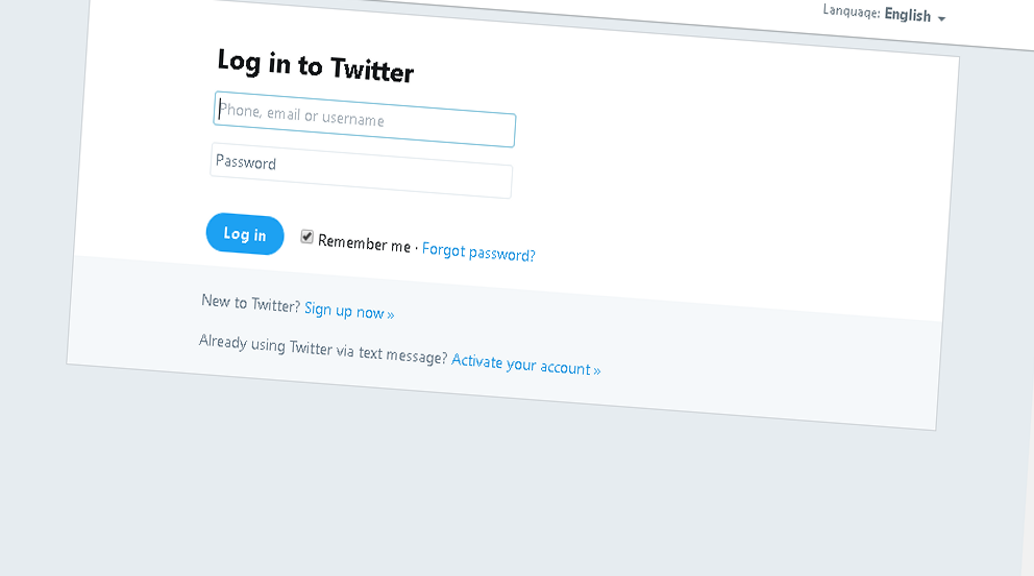 Language: English
Log in to Twitter
Phone, email or username
Password
Log in Remember me · Forgot password?
New to Twitter? Sign up now »
Already using Twitter via text message? Activate your account »